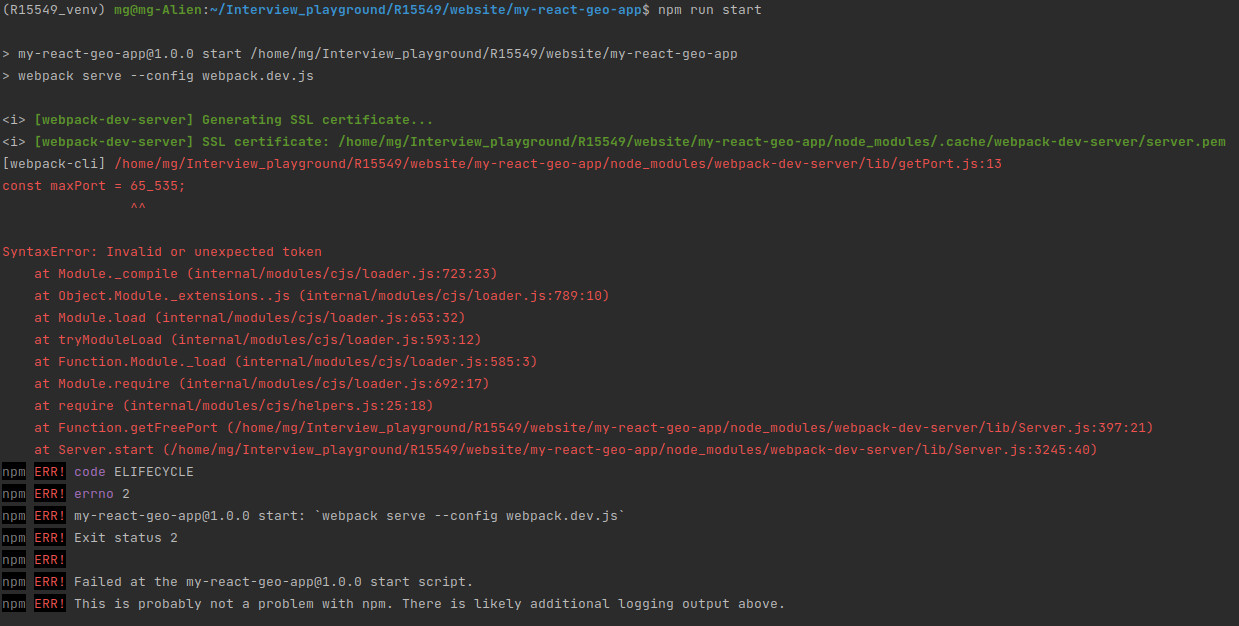 (R15549_venv) mg@mg-Alien:~/Interview_playground/R15549/website/my-react-geo-app$ npm run start
> my-react-geo-app@1.0.0 start /home/mg/Interview_playground/R15549/website/my-react-geo-app
> webpack serve --config webpack.dev.js
<i> [webpack-dev-server] Generating SSL certificate...
<i> [webpack-dev-server] SSL certificate: /home/mg/Interview_playground/R15549/website/my-react-geo-app/node_modules/.cache/webpack-dev-server/server.pem
[webpack-cli] /home/mg/Interview_playground/R15549/website/my-react-geo-app/node_modules/webpack-dev-server/lib/getPort.js:13
const maxPort = 65_535;
                ^^
SyntaxError: Invalid or unexpected token
    at Module._compile (internal/modules/cjs/loader.js:723:23)
    at Object.Module._extensions..js (internal/modules/cjs/loader.js:789:10)
    at Module.load (internal/modules/cjs/loader.js:653:32)
    at tryModuleLoad (internal/modules/cjs/loader.js:593:12)
    at Function.Module._load (internal/modules/cjs/loader.js:585:3)
    at Module.require (internal/modules/cjs/loader.js:692:17)
    at require (internal/modules/cjs/helpers.js:25:18)
    at Function.getFreePort (/home/mg/Interview_playground/R15549/website/my-react-geo-app/node_modules/webpack-dev-server/lib/Server.js:397:21)
    at Server.start (/home/mg/Interview_playground/R15549/website/my-react-geo-app/node_modules/webpack-dev-server/lib/Server.js:3245:40)
npm ERR! code ELIFECYCLE
npm ERR! errno 2
npm ERR! my-react-geo-app@1.0.0 start: `webpack serve --config webpack.dev.js`
npm ERR! Exit status 2
npm ERR!
npm ERR! Failed at the my-react-geo-app@1.0.0 start script.
npm ERR! This is probably not a problem with npm. There is likely additional logging output above.